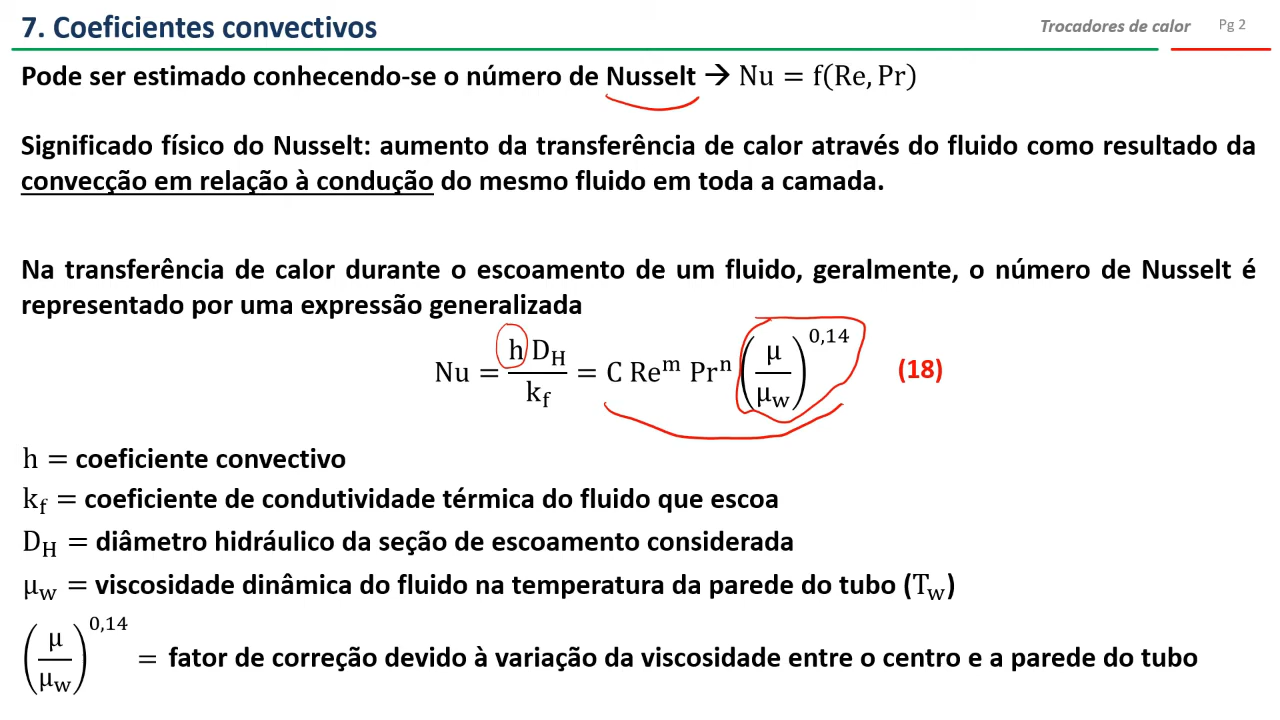 7. Coeficientes convectivos
Trocadores de calor Pg 2
Pode ser estimado conhecendo-se o número de Nusselt → Nu = f(Re, Pr)
Significado físico do Nusselt: aumento da transferência de calor através do fluido como resultado da
convecção em relação à condução do mesmo fluido em toda a camada.
Na transferência de calor durante o escoamento de um fluido, geralmente, o número de Nusselt é
representado por uma expressão generalizada
Nu = h D_H / k_f = C Re^m Pr^n (μ/μ_w)^0,14 (18)
h = coeficiente convectivo
k_f = coeficiente de condutividade térmica do fluido que escoa
D_H = diâmetro hidráulico da seção de escoamento considerada
μ_w = viscosidade dinâmica do fluido na temperatura da parede do tubo (T_w)
(μ/μ_w)^0,14 = fator de correção devido à variação da viscosidade entre o centro e a parede do tubo